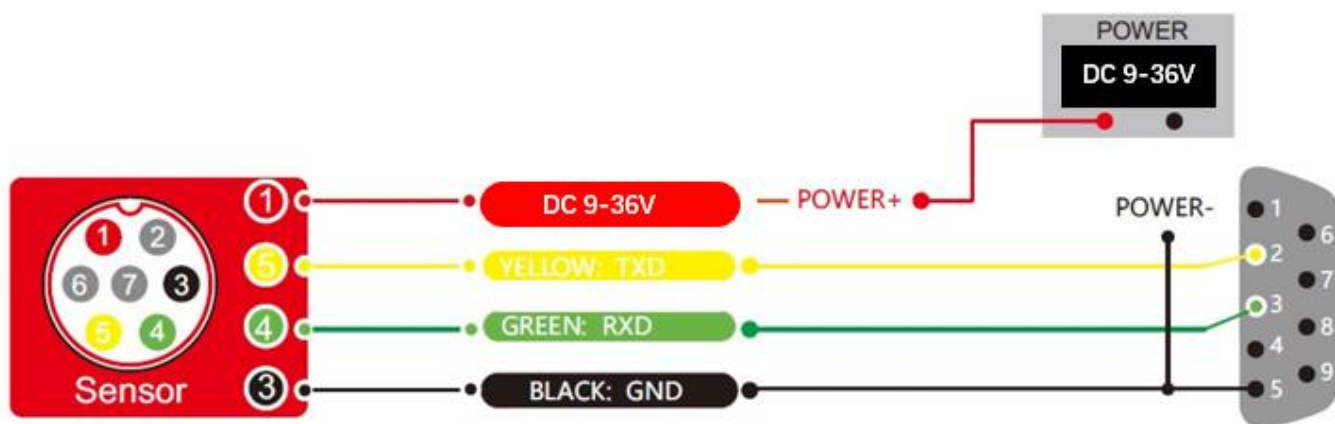 POWER
DC 9-36V
1 DC 9-36V POWER+
POWER- 1
6
1 2
5 YELLOW: TXD 2
6 7 3
7
4 GREEN: RXD 3
5 4
8
4
Sensor
3 BLACK: GND 5
9